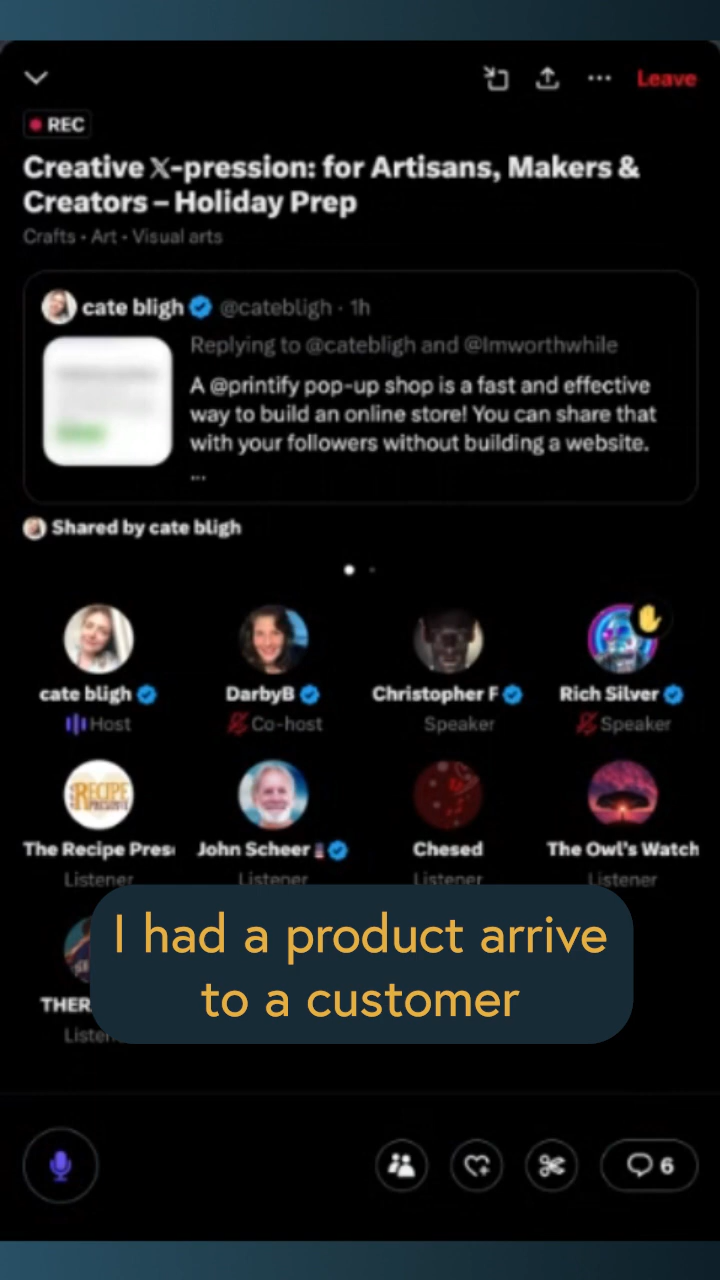 Leave
REC
Creative X-pression: for Artisans, Makers &
Creators – Holiday Prep
Crafts • Art • Visual arts
cate bligh @catebligh · 1h
Replying to @catebligh and @Imworthwhile
A @printify pop-up shop is a fast and effective
way to build an online store! You can share that
with your followers without building a website.
...
Shared by cate bligh
cate bligh DarbyB Christopher F Rich Silver
Host Co-host Speaker Speaker
RECIPE
The Recipe Pres John Scheer Chesed The Owl's Watch
Listener Listener Listener Listener
I had a product arrive
to a customer
THER
Listen
6